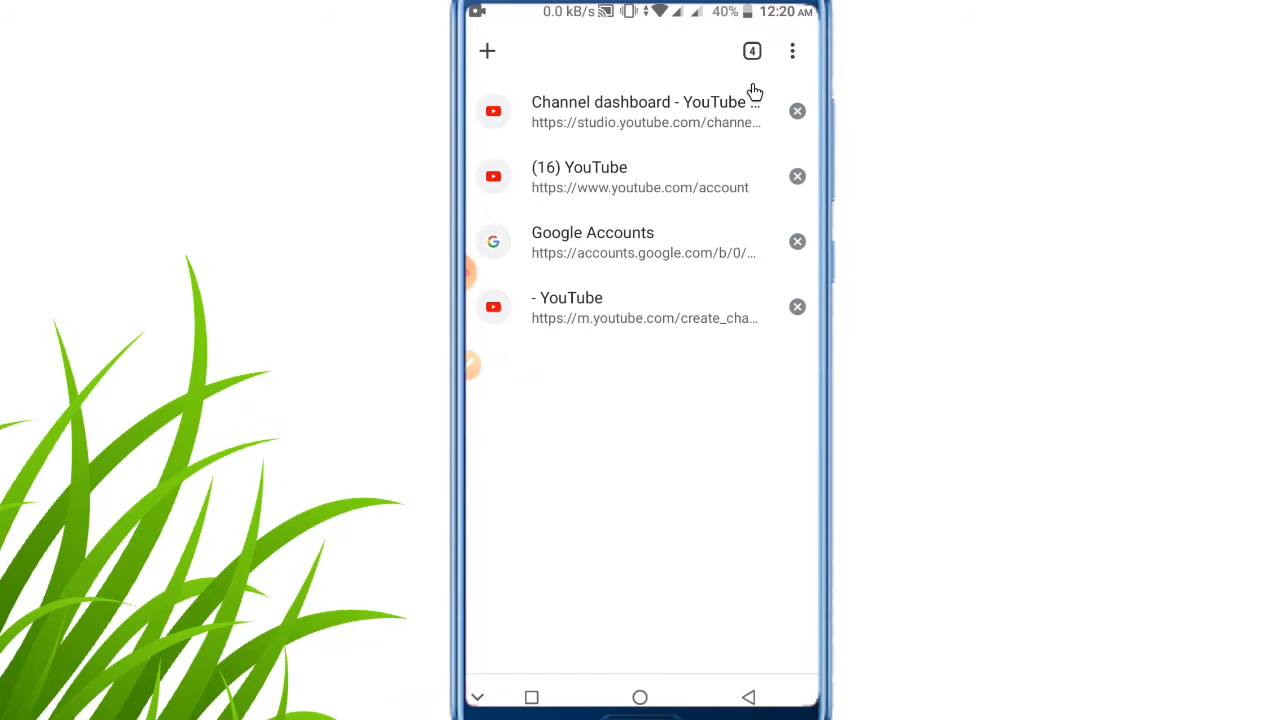 0.0 kB/s 40% 12:20 AM
4
Channel dashboard - YouTube ...
https://studio.youtube.com/channe...
(16) YouTube
https://www.youtube.com/account
Google Accounts
https://accounts.google.com/b/0/...
- YouTube
https://m.youtube.com/create_cha...